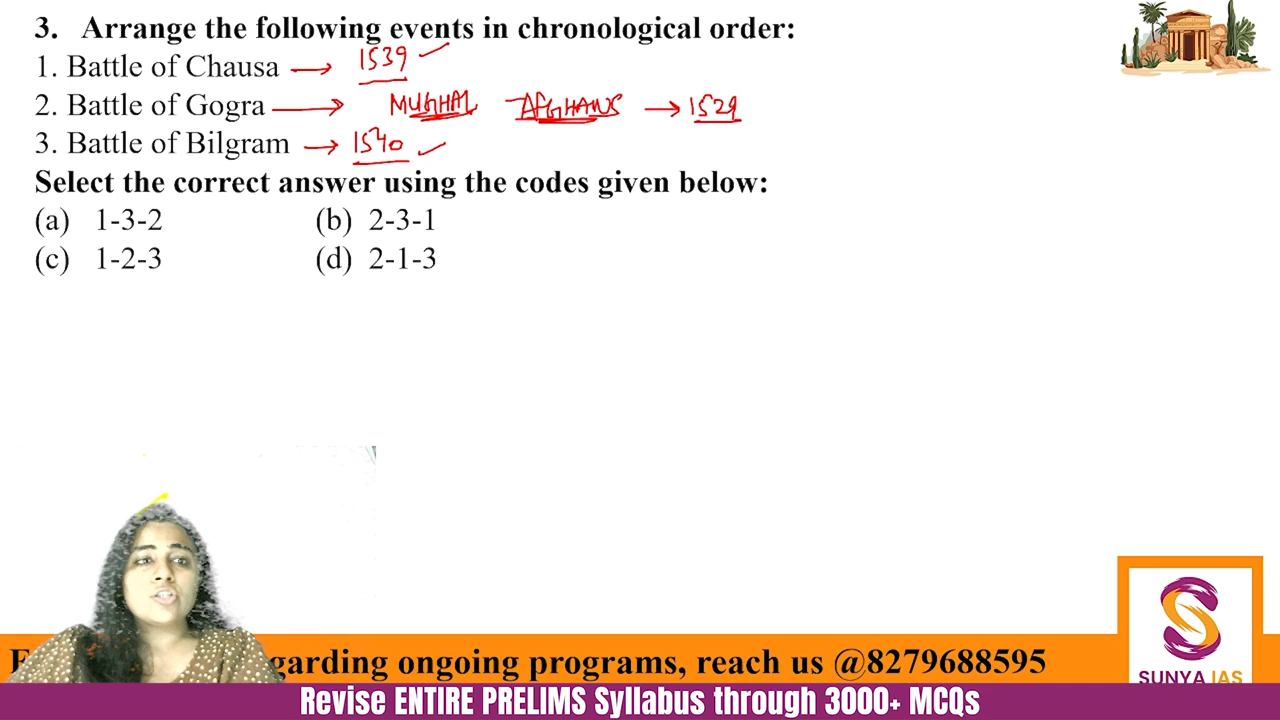 3. Arrange the following events in chronological order:
1. Battle of Chausa → 1539 ✓
2. Battle of Gogra → MUGHAL AFGHANS → 1529
3. Battle of Bilgram → 1540 ✓
Select the correct answer using the codes given below:
(a) 1-3-2 (b) 2-3-1
(c) 1-2-3 (d) 2-1-3
garding ongoing programs, reach us @8279688595
SUNYA IAS
Revise ENTIRE PRELIMS Syllabus through 3000+ MCQs